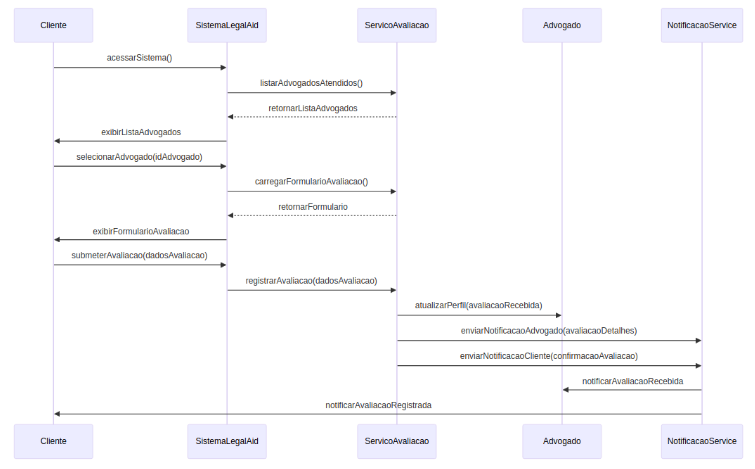 Cliente
SistemaLegalAid
ServicoAvaliacao
Advogado
NotificacaoService
acessarSistema()
listarAdvogadosAtendidos()
retornarListaAdvogados
exibirListaAdvogados
selecionarAdvogado(idAdvogado)
carregarFormularioAvaliacao()
retornarFormulario
exibirFormularioAvaliacao
submeterAvaliacao(dadosAvaliacao)
registrarAvaliacao(dadosAvaliacao)
atualizarPerfil(avaliacaoRecebida)
enviarNotificacaoAdvogado(avaliacaoDetalhes)
enviarNotificacaoCliente(confirmacaoAvaliacao)
notificarAvaliacaoRecebida
notificarAvaliacaoRegistrada
Cliente
SistemaLegalAid
ServicoAvaliacao
Advogado
NotificacaoService